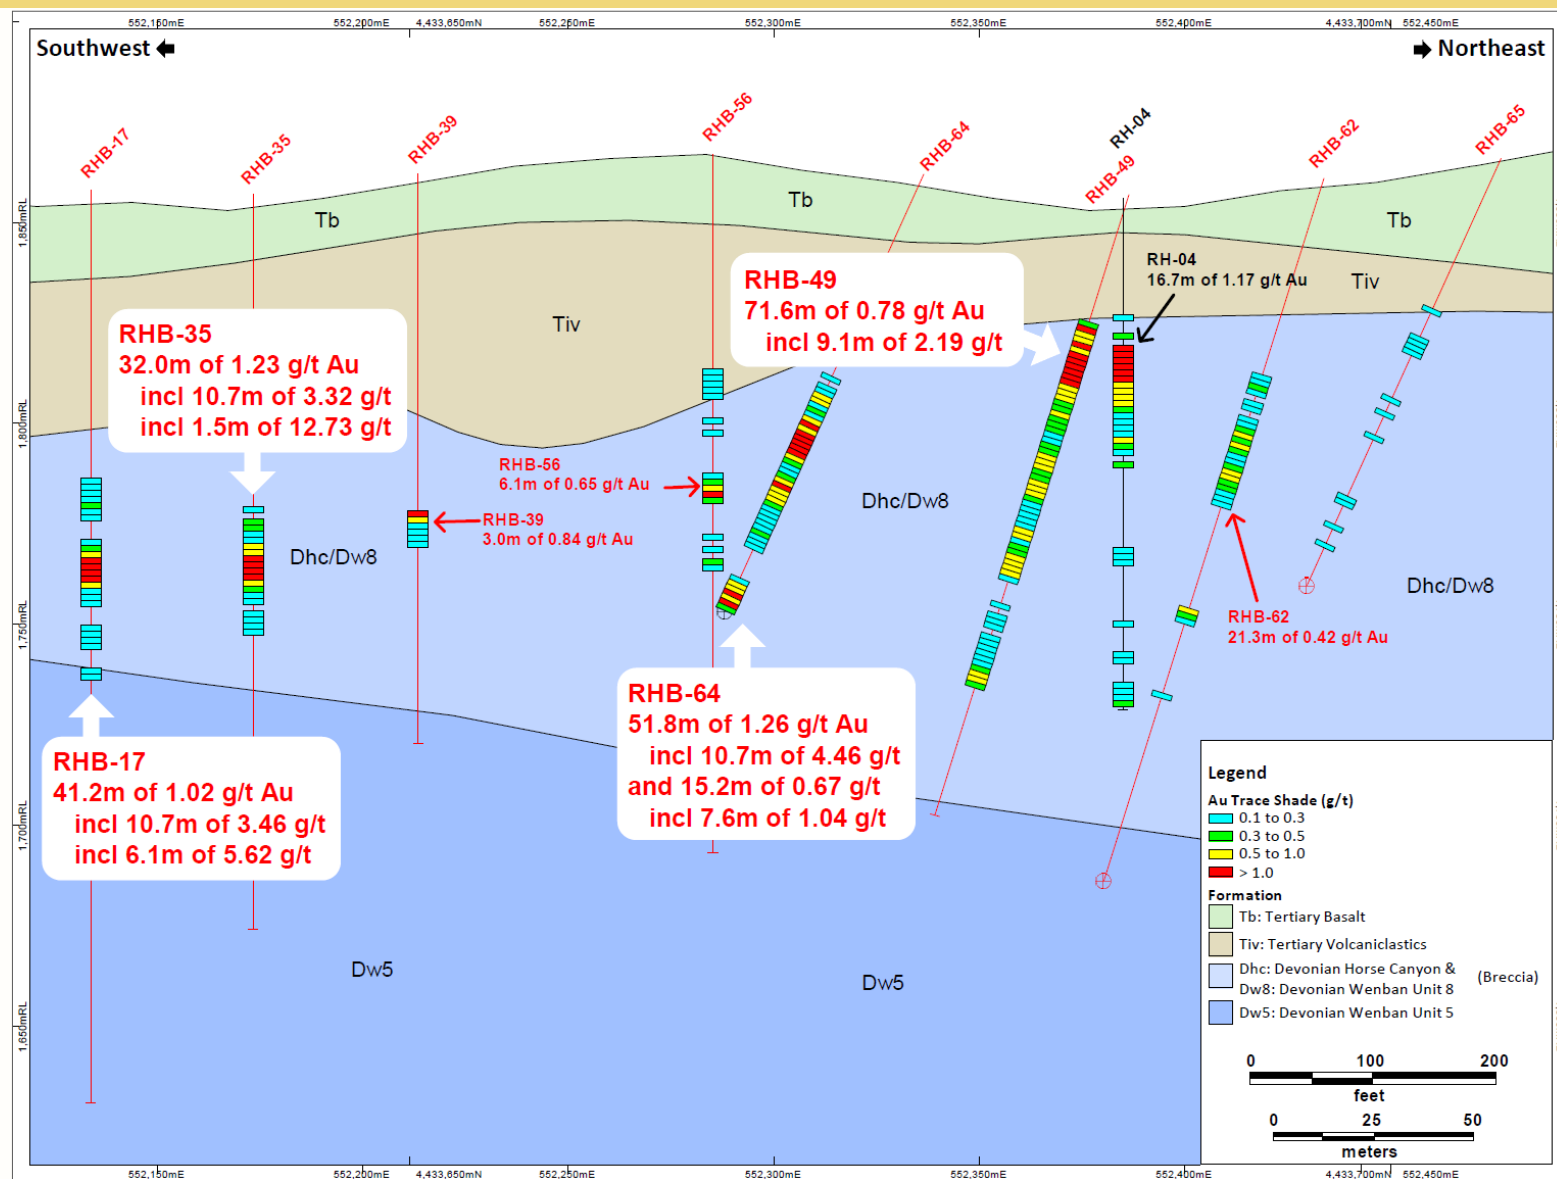 552,150mE
552,200mE
4,433,650mN
552,250mE
552,300mE
552,350mE
552,400mE
4,433,700mN
552,450mE
Southwest
Northeast
RHB-17
RHB-35
RHB-39
RHB-56
RHB-64
RHB-49
RH-04
RHB-62
RHB-65
Tb
Tb
Tb
1,850mRL
Tiv
Tiv
RH-04
16.7m of 1.17 g/t Au
RHB-49
71.6m of 0.78 g/t Au
incl 9.1m of 2.19 g/t
RHB-35
32.0m of 1.23 g/t Au
incl 10.7m of 3.32 g/t
incl 1.5m of 12.73 g/t
1,800mRL
RHB-56
6.1m of 0.65 g/t Au
RHB-39
3.0m of 0.84 g/t Au
Dhc/Dw8
Dhc/Dw8
Dhc/Dw8
1,750mRL
RHB-62
21.3m of 0.42 g/t Au
RHB-64
51.8m of 1.26 g/t Au
incl 10.7m of 4.46 g/t
and 15.2m of 0.67 g/t
incl 7.6m of 1.04 g/t
RHB-17
41.2m of 1.02 g/t Au
incl 10.7m of 3.46 g/t
incl 6.1m of 5.62 g/t
1,700mRL
Dw5
Dw5
1,650mRL
Legend
Au Trace Shade (g/t)
0.1 to 0.3
0.3 to 0.5
0.5 to 1.0
> 1.0
Formation
Tb: Tertiary Basalt
Tiv: Tertiary Volcaniclastics
Dhc: Devonian Horse Canyon &
Dw8: Devonian Wenban Unit 8
(Breccia)
Dw5: Devonian Wenban Unit 5
0 100 200
feet
0 25 50
meters
552,150mE
552,200mE
4,433,650mN
552,250mE
552,300mE
552,350mE
552,400mE
4,433,700mN
552,450mE